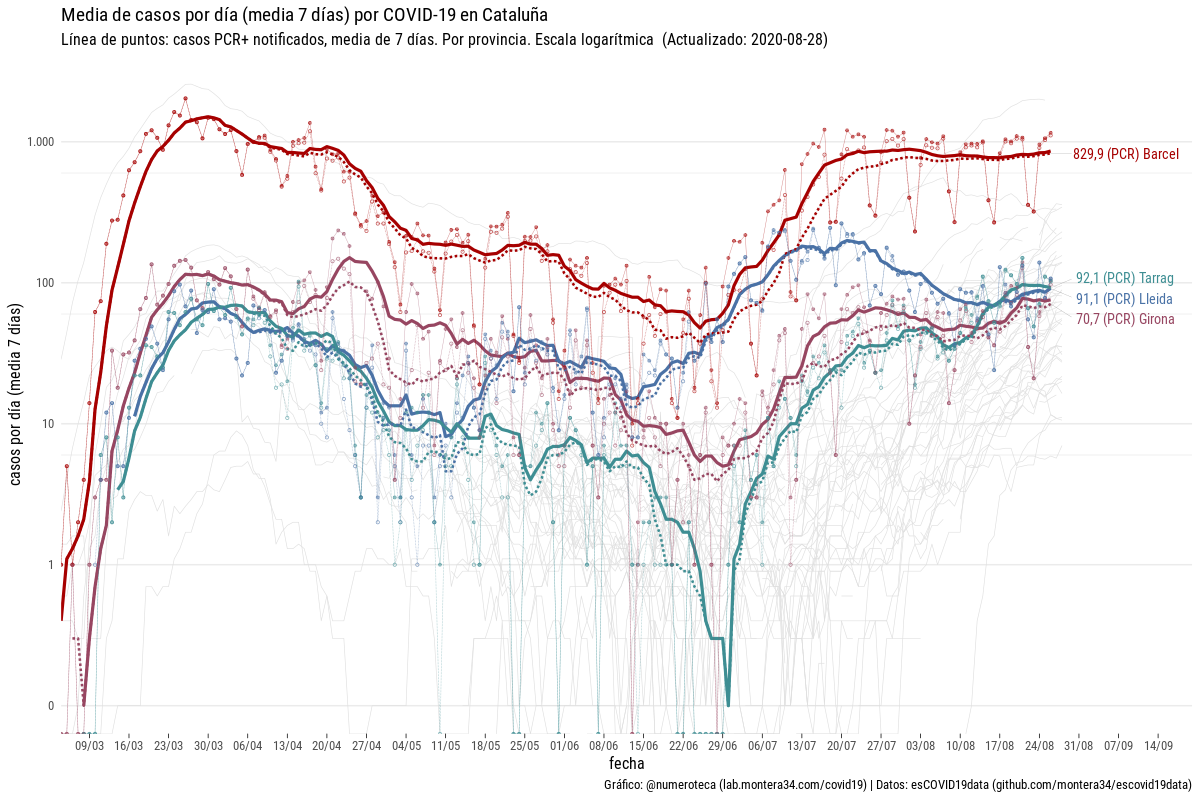 Media de casos por día (media 7 días) por COVID-19 en Cataluña
Línea de puntos: casos PCR+ notificados, media de 7 días. Por provincia. Escala logarítmica  (Actualizado: 2020-08-28)
casos por día (media 7 días)
1.000
100
10
1
0
829,9 (PCR) Barcel
92,1 (PCR) Tarrag
91,1 (PCR) Lleida
70,7 (PCR) Girona
09/03 16/03 23/03 30/03 06/04 13/04 20/04 27/04 04/05 11/05 18/05 25/05 01/06 08/06 15/06 22/06 29/06 06/07 13/07 20/07 27/07 03/08 10/08 17/08 24/08 31/08 07/09 14/09
fecha
Gráfico: @numeroteca (lab.montera34.com/covid19) | Datos: esCOVID19data (github.com/montera34/escovid19data)